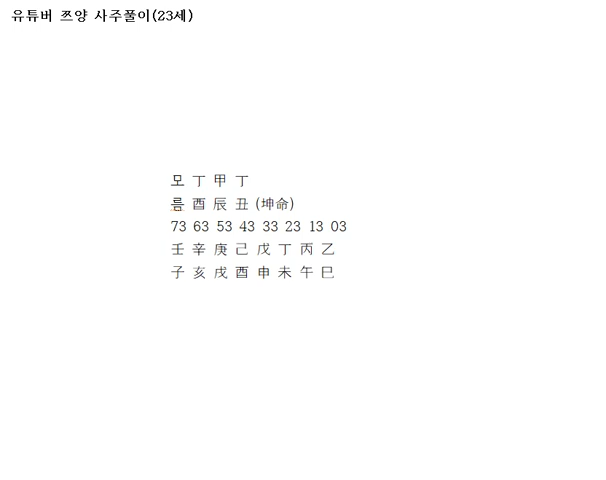 유튜버 쯔양 사주풀이(23세)
모 丁 甲 丁
름 酉 辰 丑 (坤命)
73 63 53 43 33 23 13 03
壬 辛 庚 己 戊 丁 丙 乙
子 亥 戌 酉 申 未 午 巳